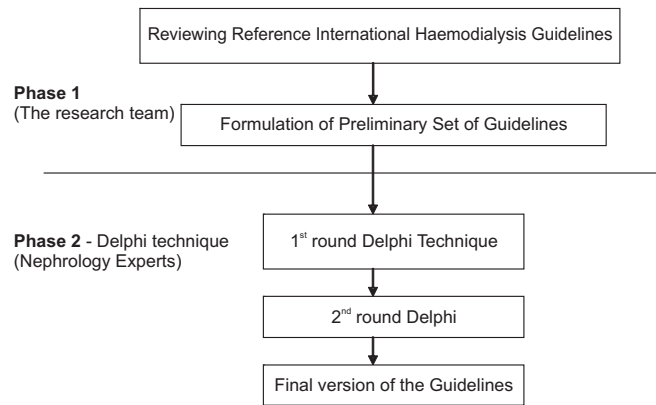 Reviewing Reference International Haemodialysis Guidelines
Phase 1
(The research team)
Formulation of Preliminary Set of Guidelines
Phase 2 - Delphi technique
(Nephrology Experts)
1st round Delphi Technique
2nd round Delphi
Final version of the Guidelines